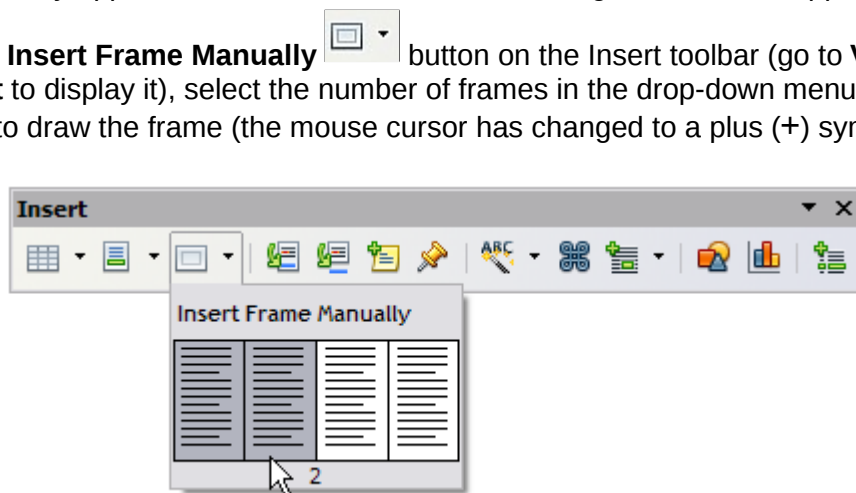 Insert Frame Manually button on the Insert toolbar (go to
to display it), select the number of frames in the drop-down menu
to draw the frame (the mouse cursor has changed to a plus (+)
Insert
ABC
Insert Frame Manually
2